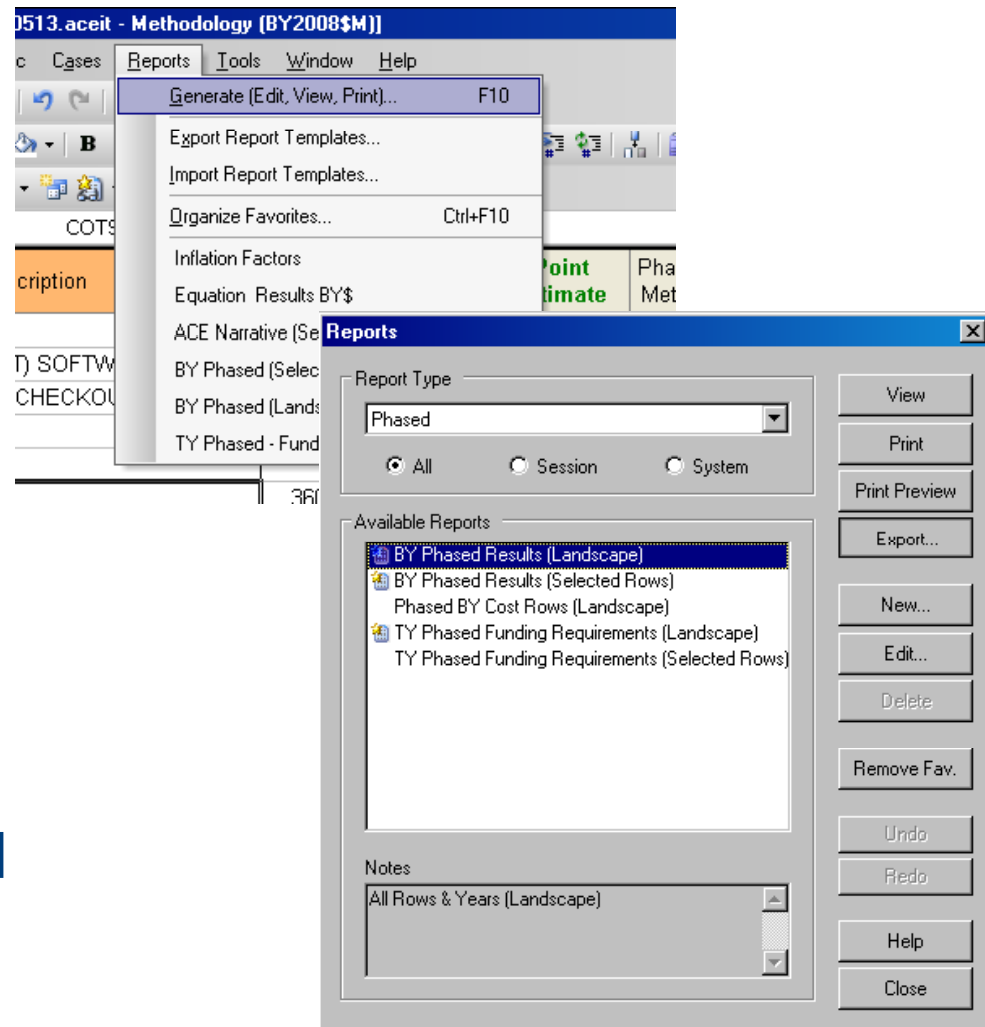 0513.aceit - Methodology (BY2008$M)]
c Cases Reports Tools Window Help
Generate (Edit, View, Print)... F10
B
Export Report Templates...
Import Report Templates...
Organize Favorites... Ctrl+F10
COTS
Inflation Factors
cription
Equation Results BY$
Point
timate
Pha
Met
ACE Narrative (Se
T) SOFTW
BY Phased (Selec
CHECKOU
BY Phased (Lands
TY Phased - Fund
360
Reports
Report Type
Phased
All Session System
Available Reports
BY Phased Results (Landscape)
BY Phased Results (Selected Rows)
Phased BY Cost Rows (Landscape)
TY Phased Funding Requirements (Landscape)
TY Phased Funding Requirements (Selected Rows)
Notes
All Rows & Years (Landscape)
View
Print
Print Preview
Export...
New...
Edit...
Delete
Remove Fav.
Undo
Redo
Help
Close